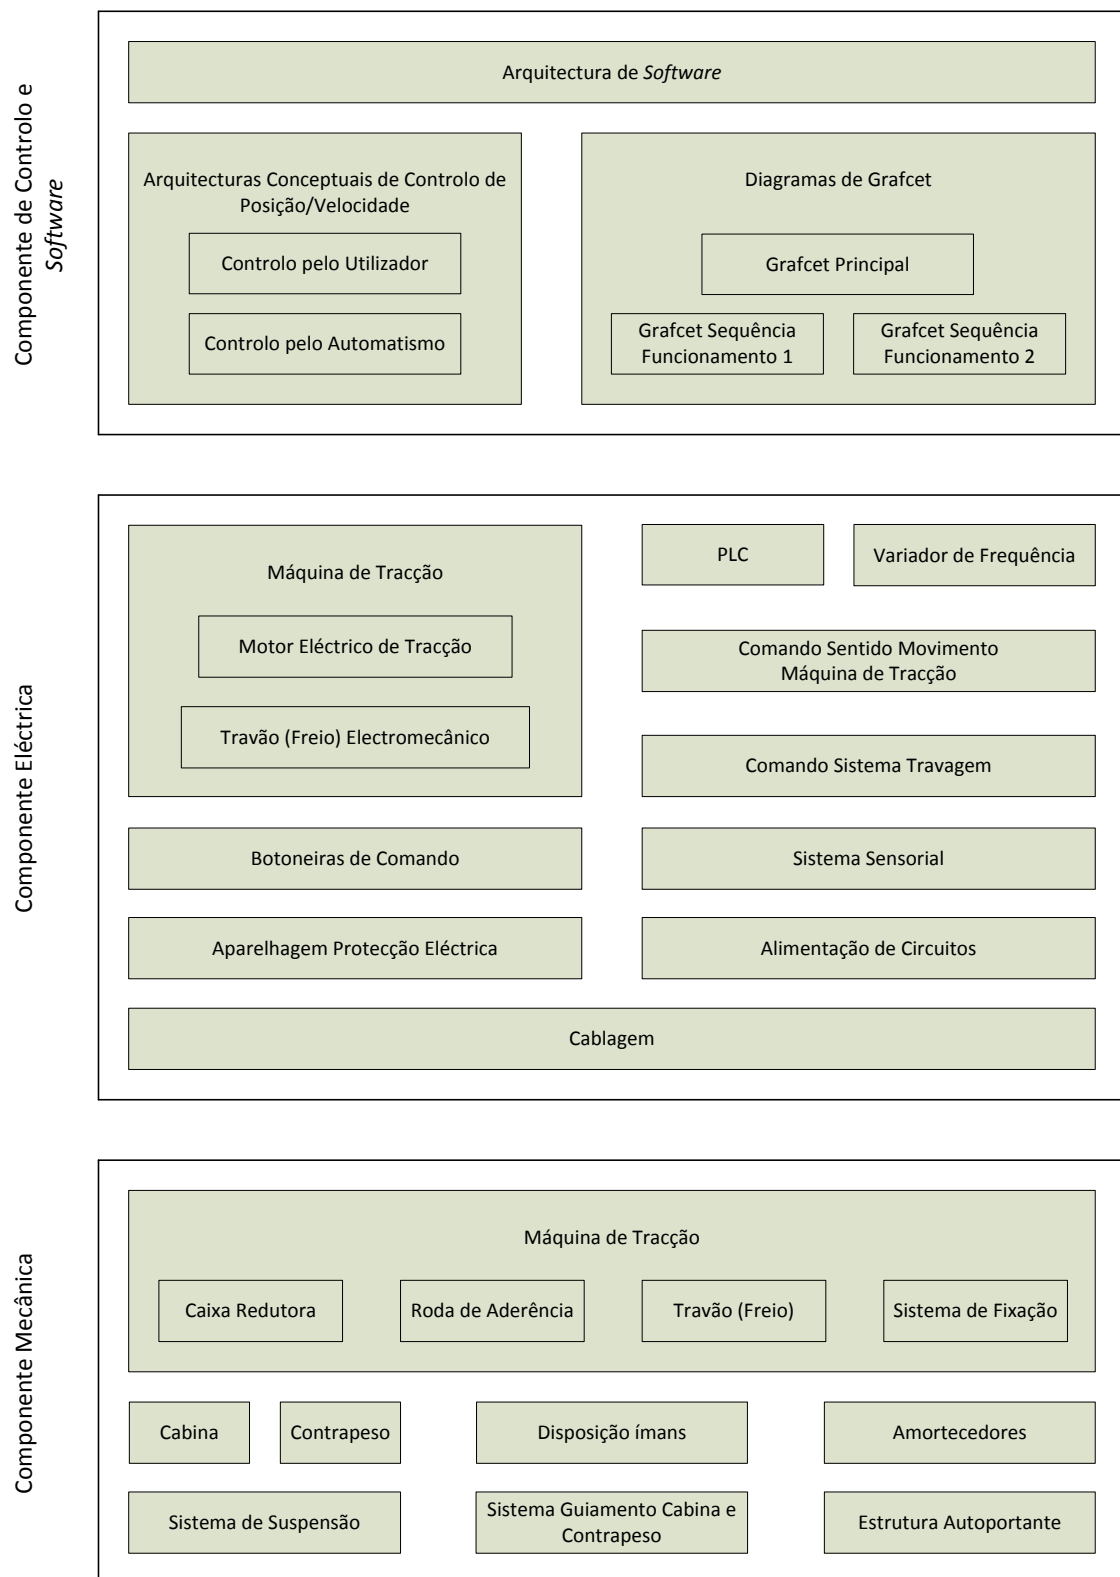 Componente de Controlo e
Software
Arquitectura de Software
Arquitecturas Conceptuais de Controlo de
Posição/Velocidade
Controlo pelo Utilizador
Controlo pelo Automatismo
Diagramas de Grafcet
Grafcet Principal
Grafcet Sequência
Funcionamento 1
Grafcet Sequência
Funcionamento 2
Componente Eléctrica
Máquina de Tracção
Motor Eléctrico de Tracção
Travão (Freio) Electromecânico
PLC
Variador de Frequência
Comando Sentido Movimento
Máquina de Tracção
Comando Sistema Travagem
Botoneiras de Comando
Sistema Sensorial
Aparelhagem Protecção Eléctrica
Alimentação de Circuitos
Cablagem
Componente Mecânica
Máquina de Tracção
Caixa Redutora
Roda de Aderência
Travão (Freio)
Sistema de Fixação
Cabina
Contrapeso
Disposição ímans
Amortecedores
Sistema de Suspensão
Sistema Guiamento Cabina e
Contrapeso
Estrutura Autoportante